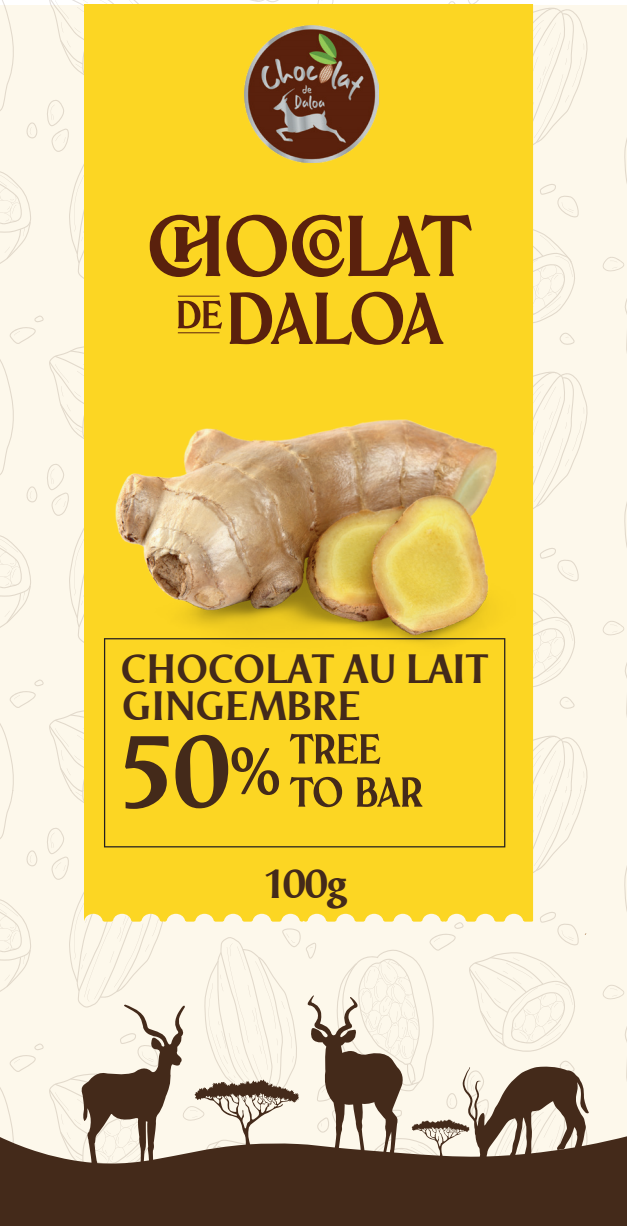 Chocolat
de
Daloa
CHOCOLAT
DE DALOA
CHOCOLAT AU LAIT
GINGEMBRE
50% TREE
TO BAR
100g